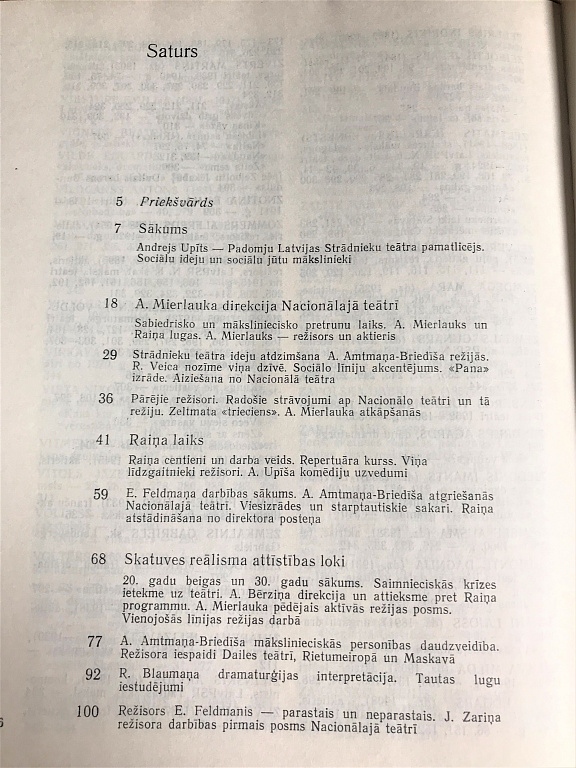 Saturs
5 Priekšvārds
7 Sākums
Andrejs Upīts — Padomju Latvijas Strādnieku teātra pamatlicējs.
Sociālu ideju un sociālu jūtu mākslinieki
18 A. Mierlauka direkcija Nacionālajā teātrī
Sabiedrisko un māksliniecisko pretrunu laiks. A. Mierlauks un
Raiņa lugas. A. Mierlauks — režisors un aktieris
29 Strādnieku teātra ideju atdzimšana A. Amtmaņa-Briedīša režijās.
R. Veica nozīme viņa dzīvē. Sociālo līniju akcentējums. «Pana»
izrāde. Aiziešana no Nacionālā teātra
36 Pārējie režisori. Radošie strāvojumi ap Nacionālo teātri un tā
režiju. Zeltmata «trieciens». A. Mierlauka atkāpšanās
41 Raiņa laiks
Raiņa centieni un darba veids. Repertuāra kurss. Viņa
līdzgaitnieki režisori. A. Upīša komēdiju uzvedumi
59 E. Feldmaņa darbības sākums. A. Amtmaņa-Briedīša atgriešanās
Nacionālajā teātrī. Viesizrādes un starptautiskie sakari. Raiņa
atstādināšana no direktora posteņa
68 Skatuves reālisma attīstības loki
20. gadu beigas un 30. gadu sākums. Saimnieciskās krīzes
ietekme uz teātri. A. Bērziņa direkcija un attieksme pret Raiņa
programmu. A. Mierlauka pēdējais aktīvās režijas posms.
Vienojošās līnijas režijas darbā
77 A. Amtmaņa-Briedīša mākslinieciskās personības daudzveidība.
Režisora iespaidi Dailes teātrī, Rietumeiropā un Maskavā
92 R. Blaumaņa dramaturģijas interpretācija. Tautas lugu
iestudējumi
100 Režisors E. Feldmanis — parastais un neparastais. J. Zariņa
režisora darbības pirmais posms Nacionālajā teātrī